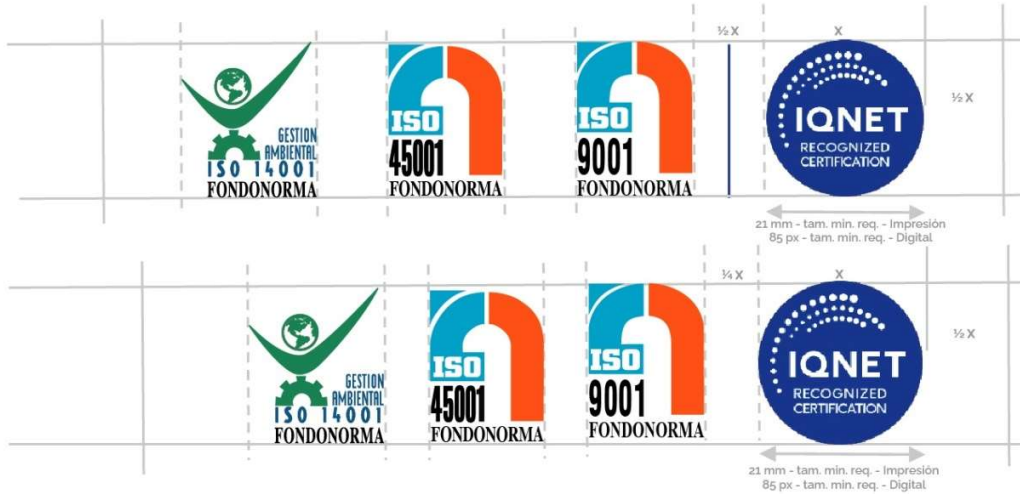 ½ X
X
½ X
GESTION
AMBIENTAL
ISO 14001
FONDONORMA
ISO
45001
FONDONORMA
ISO
9001
FONDONORMA
IQNET
RECOGNIZED
CERTIFICATION
21 mm - tam. min. req. - Impresión
85 px - tam. min. req. - Digital
¼ X
X
½ X
GESTION
AMBIENTAL
ISO 14001
FONDONORMA
ISO
45001
FONDONORMA
ISO
9001
FONDONORMA
IQNET
RECOGNIZED
CERTIFICATION
21 mm - tam. min. req. - Impresión
85 px - tam. min. req. - Digital